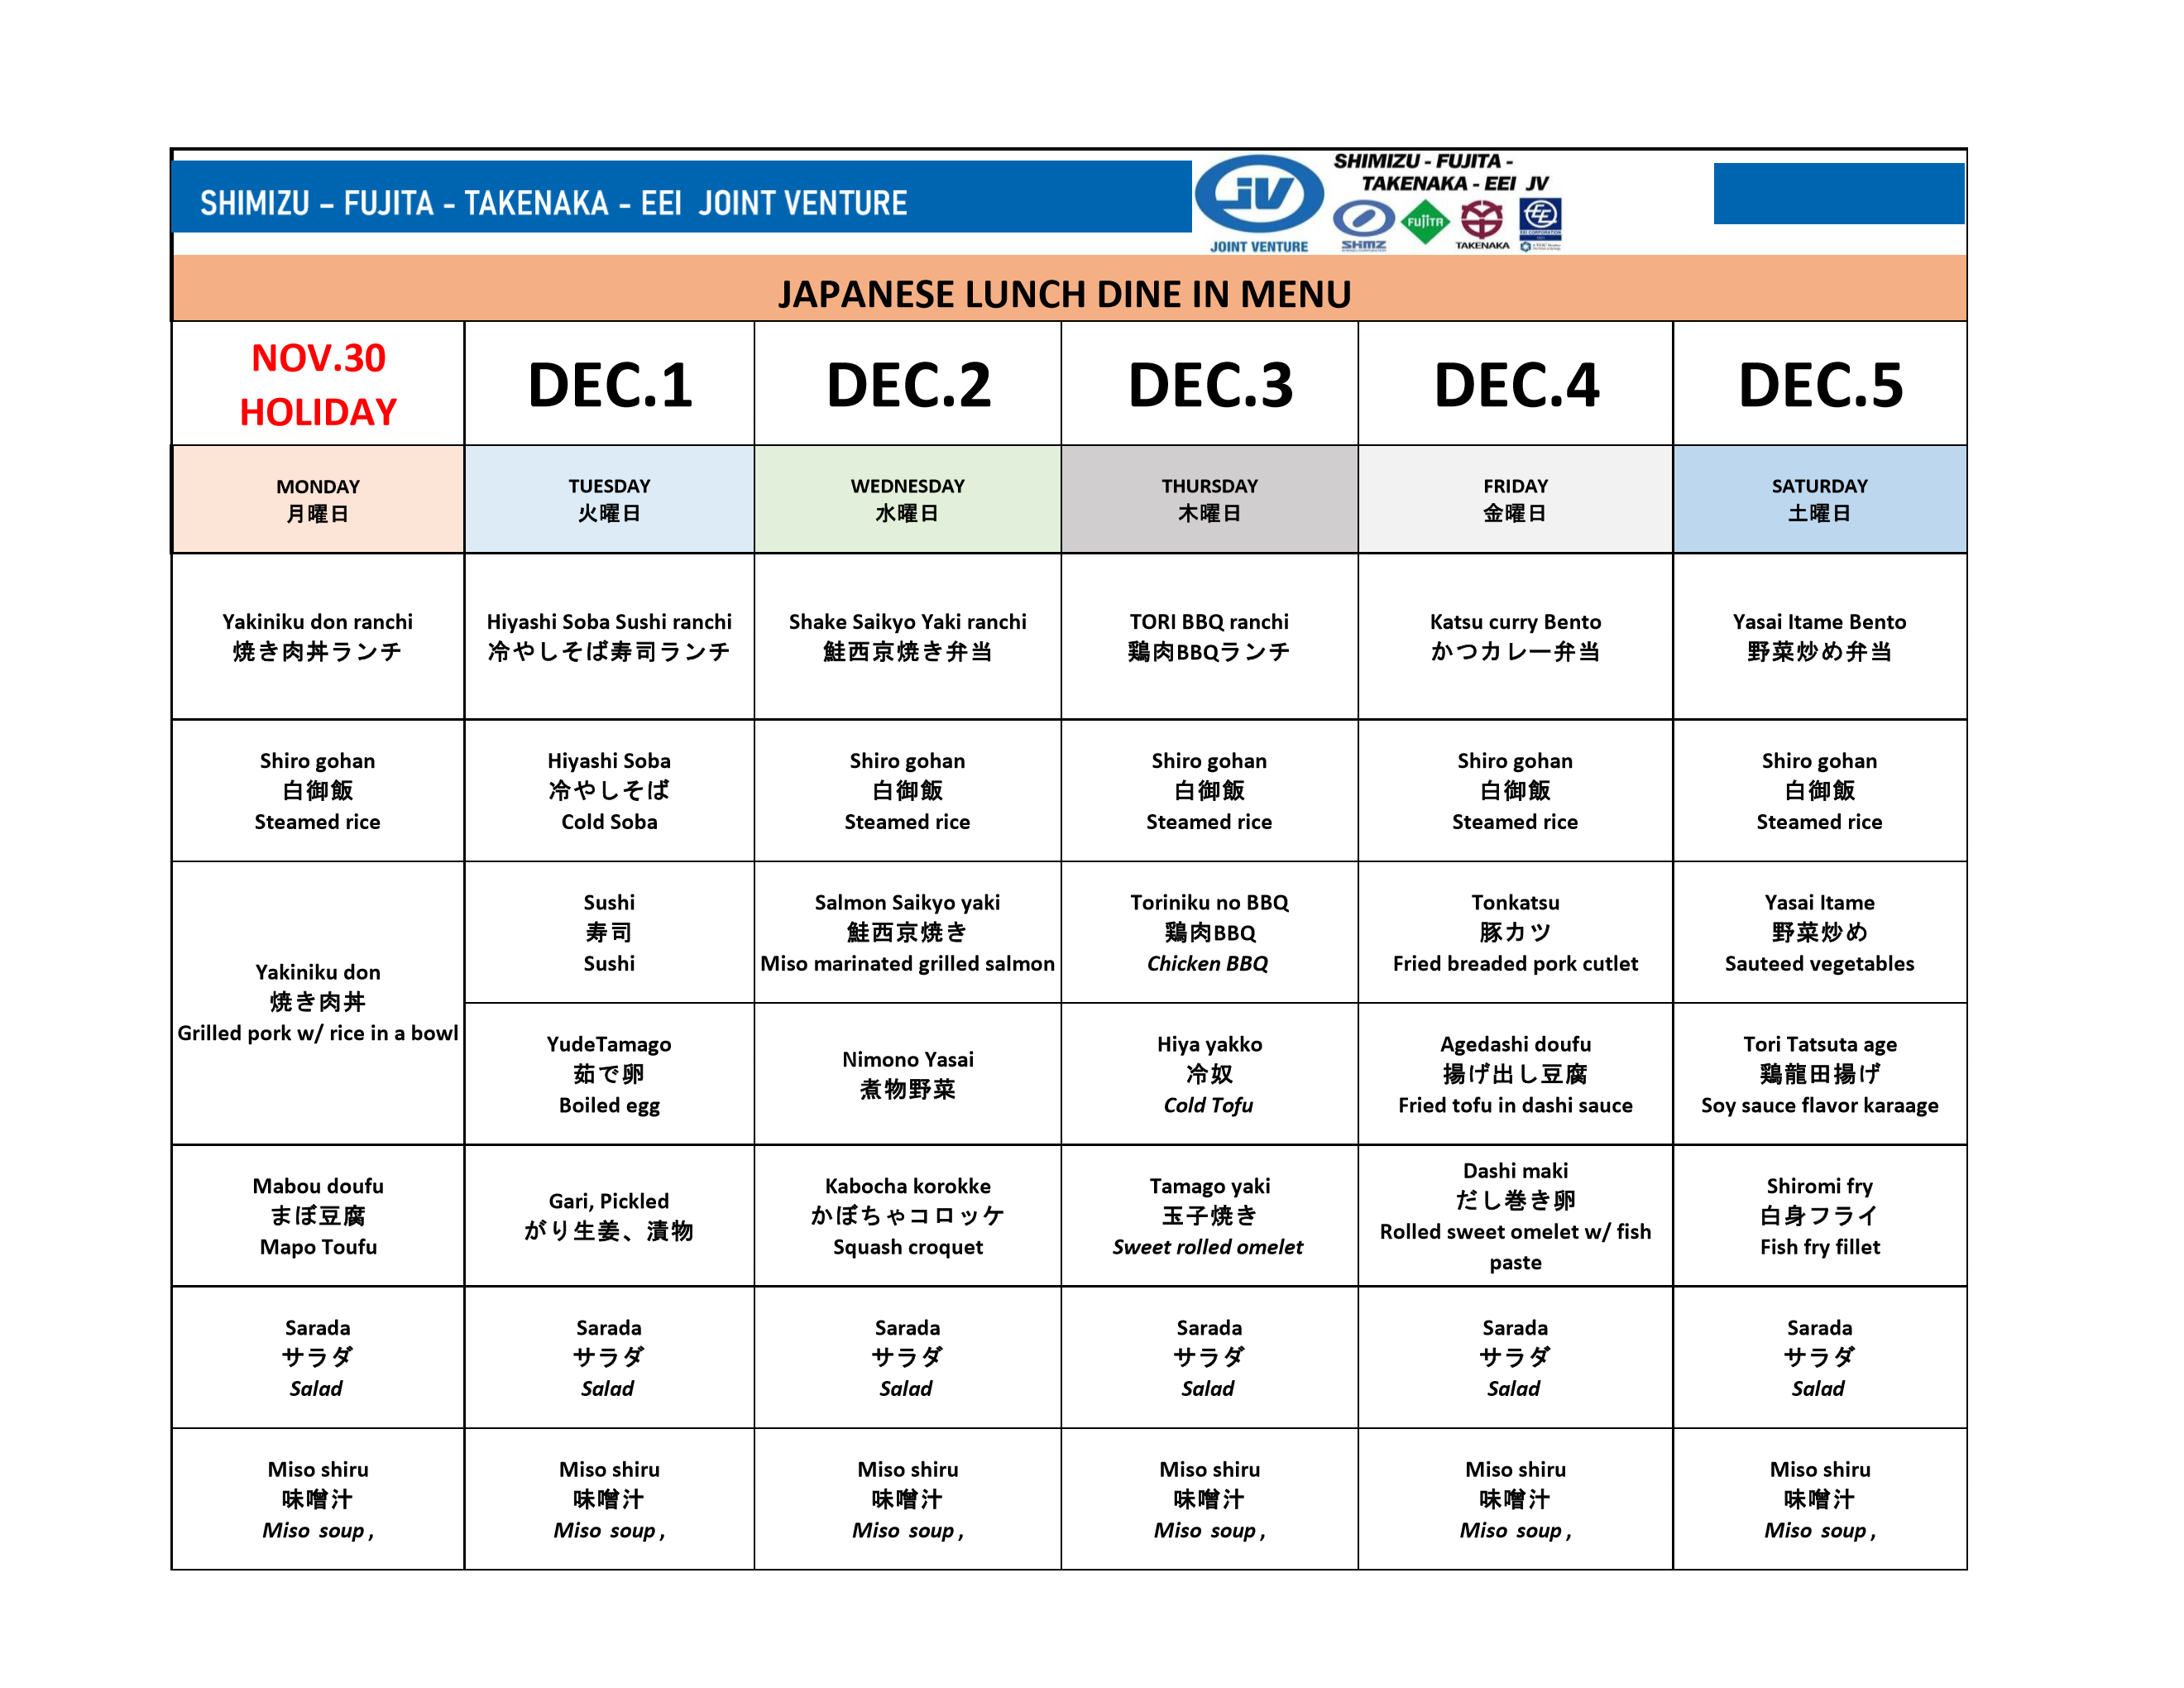 SHIMIZU – FUJITA - TAKENAKA - EEI JOINT VENTURE
JV
JOINT VENTURE
SHIMIZU - FUJITA -
TAKENAKA - EEI JV
SHMZ
FUJITA
TAKENAKA
EEI
JAPANESE LUNCH DINE IN MENU
NOV.30
HOLIDAY
DEC.1
DEC.2
DEC.3
DEC.4
DEC.5
MONDAY
月曜日
TUESDAY
火曜日
WEDNESDAY
水曜日
THURSDAY
木曜日
FRIDAY
金曜日
SATURDAY
土曜日
Yakiniku don ranchi
焼き肉丼ランチ
Hiyashi Soba Sushi ranchi
冷やしそば寿司ランチ
Shake Saikyo Yaki ranchi
鮭西京焼き弁当
TORI BBQ ranchi
鶏肉BBQランチ
Katsu curry Bento
かつカレー弁当
Yasai Itame Bento
野菜炒め弁当
Shiro gohan
白御飯
Steamed rice
Hiyashi Soba
冷やしそば
Cold Soba
Shiro gohan
白御飯
Steamed rice
Shiro gohan
白御飯
Steamed rice
Shiro gohan
白御飯
Steamed rice
Shiro gohan
白御飯
Steamed rice
Yakiniku don
焼き肉丼
Grilled pork w/ rice in a bowl
Sushi
寿司
Sushi
Salmon Saikyo yaki
鮭西京焼き
Miso marinated grilled salmon
Toriniku no BBQ
鶏肉BBQ
Chicken BBQ
Tonkatsu
豚カツ
Fried breaded pork cutlet
Yasai Itame
野菜炒め
Sauteed vegetables
YudeTamago
茹で卵
Boiled egg
Nimono Yasai
煮物野菜
Hiya yakko
冷奴
Cold Tofu
Agedashi doufu
揚げ出し豆腐
Fried tofu in dashi sauce
Tori Tatsuta age
鶏龍田揚げ
Soy sauce flavor karaage
Mabou doufu
まぼ豆腐
Mapo Toufu
Gari, Pickled
がり生姜、漬物
Kabocha korokke
かぼちゃコロッケ
Squash croquet
Tamago yaki
玉子焼き
Sweet rolled omelet
Dashi maki
だし巻き卵
Rolled sweet omelet w/ fish
paste
Shiromi fry
白身フライ
Fish fry fillet
Sarada
サラダ
Salad
Sarada
サラダ
Salad
Sarada
サラダ
Salad
Sarada
サラダ
Salad
Sarada
サラダ
Salad
Sarada
サラダ
Salad
Miso shiru
味噌汁
Miso soup ,
Miso shiru
味噌汁
Miso soup ,
Miso shiru
味噌汁
Miso soup ,
Miso shiru
味噌汁
Miso soup ,
Miso shiru
味噌汁
Miso soup ,
Miso shiru
味噌汁
Miso soup ,